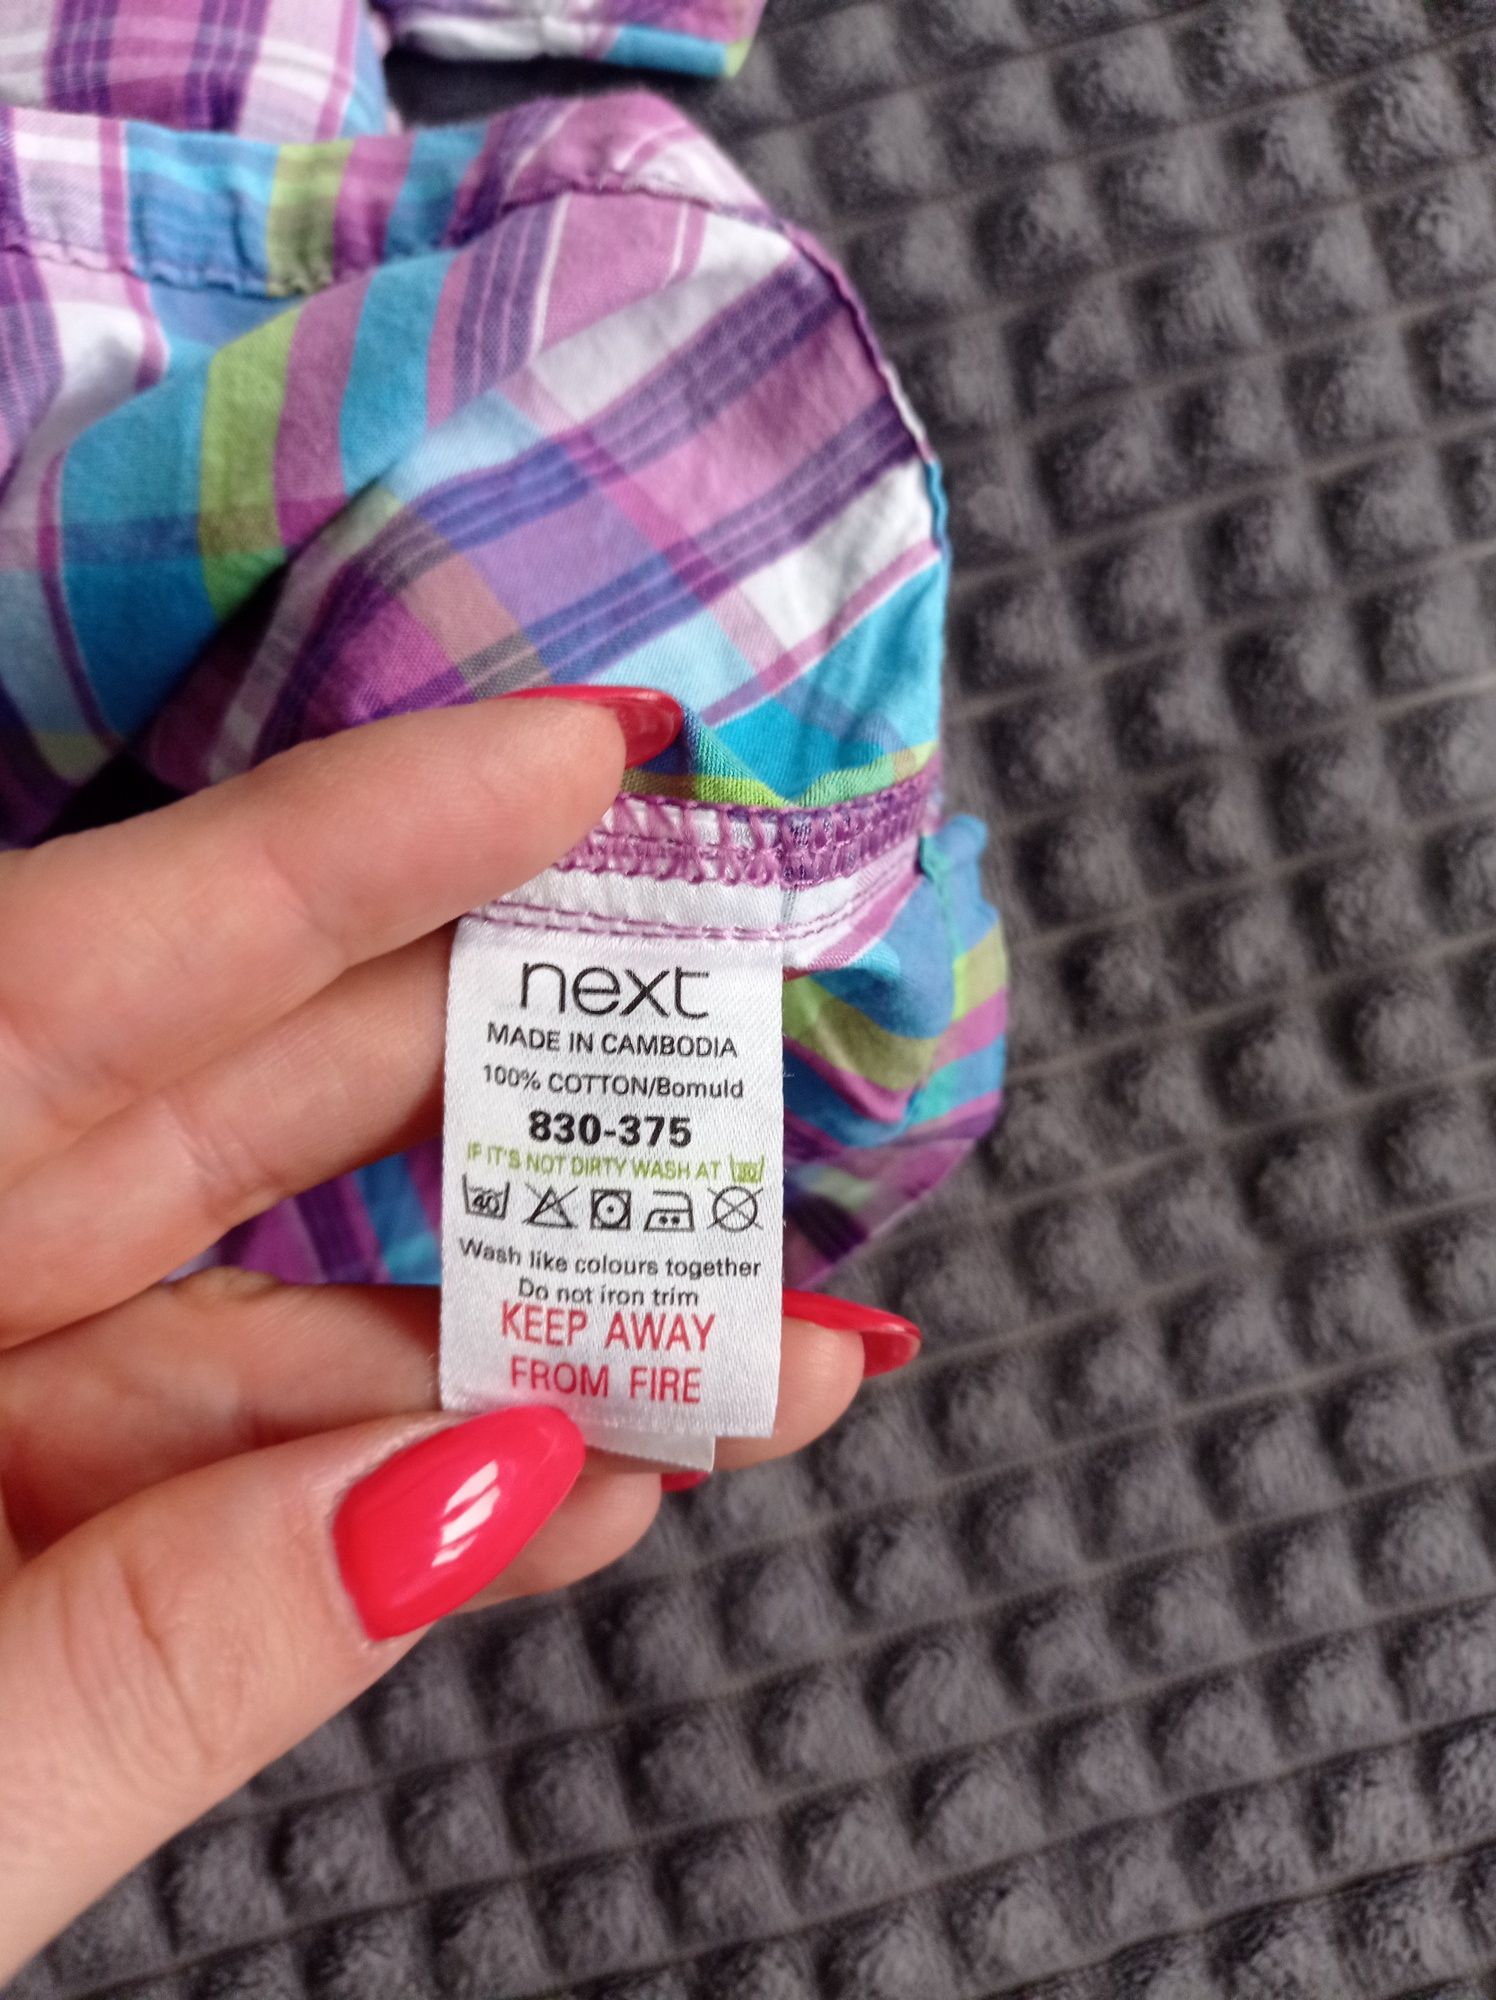 next
MADE IN CAMBODIA
100% COTTON/Bomuld
830-375
IF IT'S NOT DIRTY WASH AT 30
40
Wash like colours together
Do not iron trim
KEEP AWAY
FROM FIRE